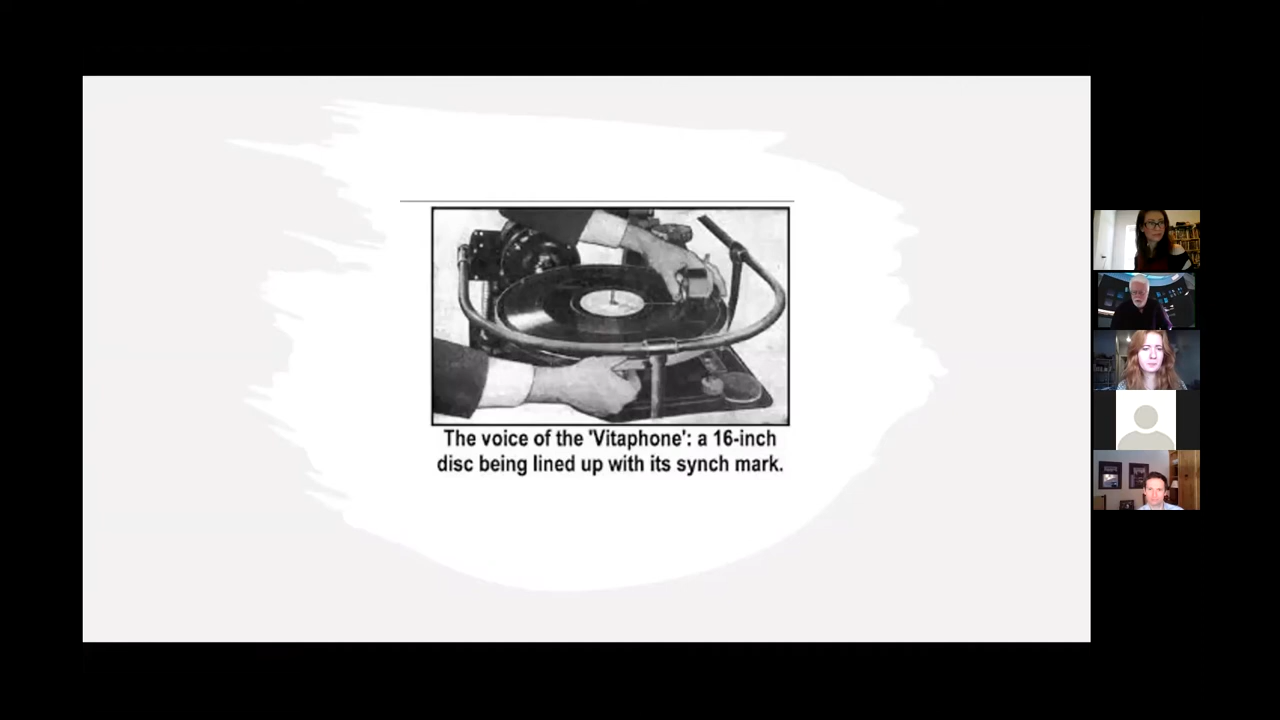 The voice of the 'Vitaphone': a 16-inch
disc being lined up with its synch mark.